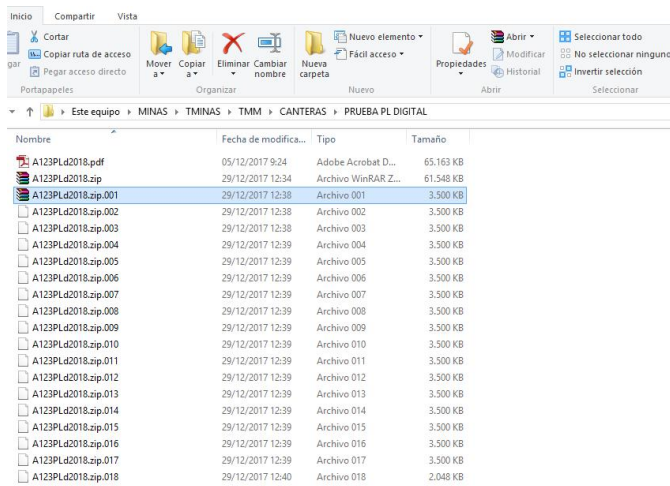 Inicio Compartir Vista
Cortar
Copiar ruta de acceso
gar Pegar acceso directo
Mover a Copiar a Eliminar Cambiar nombre
Nueva carpeta
Nuevo elemento
Fácil acceso
Propiedades
Abrir
Modificar
Historial
Seleccionar todo
No seleccionar ninguno
Invertir selección
Portapapeles Organizar Nuevo Abrir Seleccionar
Este equipo MINAS TMINAS TMM CANTERAS PRUEBA PL DIGITAL
Nombre Fecha de modifica... Tipo Tamaño
A123PLd2018.pdf 05/12/2017 9:24 Adobe Acrobat D... 65.163 KB
A123PLd2018.zip 29/12/2017 12:34 Archivo WinRAR Z... 61.548 KB
A123PLd2018.zip.001 29/12/2017 12:38 Archivo 001 3.500 KB
A123PLd2018.zip.002 29/12/2017 12:38 Archivo 002 3.500 KB
A123PLd2018.zip.003 29/12/2017 12:38 Archivo 003 3.500 KB
A123PLd2018.zip.004 29/12/2017 12:39 Archivo 004 3.500 KB
A123PLd2018.zip.005 29/12/2017 12:39 Archivo 005 3.500 KB
A123PLd2018.zip.006 29/12/2017 12:39 Archivo 006 3.500 KB
A123PLd2018.zip.007 29/12/2017 12:39 Archivo 007 3.500 KB
A123PLd2018.zip.008 29/12/2017 12:39 Archivo 008 3.500 KB
A123PLd2018.zip.009 29/12/2017 12:39 Archivo 009 3.500 KB
A123PLd2018.zip.010 29/12/2017 12:39 Archivo 010 3.500 KB
A123PLd2018.zip.011 29/12/2017 12:39 Archivo 011 3.500 KB
A123PLd2018.zip.012 29/12/2017 12:39 Archivo 012 3.500 KB
A123PLd2018.zip.013 29/12/2017 12:39 Archivo 013 3.500 KB
A123PLd2018.zip.014 29/12/2017 12:39 Archivo 014 3.500 KB
A123PLd2018.zip.015 29/12/2017 12:39 Archivo 015 3.500 KB
A123PLd2018.zip.016 29/12/2017 12:39 Archivo 016 3.500 KB
A123PLd2018.zip.017 29/12/2017 12:39 Archivo 017 3.500 KB
A123PLd2018.zip.018 29/12/2017 12:40 Archivo 018 2.048 KB